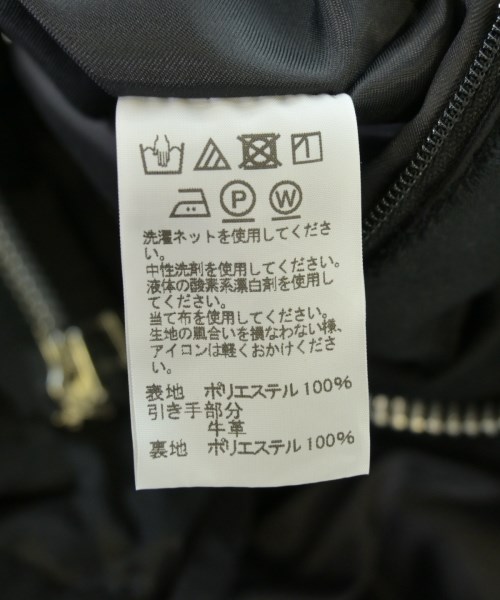 P W
洗濯ネットを使用してくださ
い。
中性洗剤を使用してください。
液体の酸素系漂白剤を使用し
てください。
当て布を使用してください。
生地の風合いを損なわない様、
アイロンは軽くおかけください。
表地 ポリエステル 100%
引き手部分
牛革
裏地 ポリエステル 100%